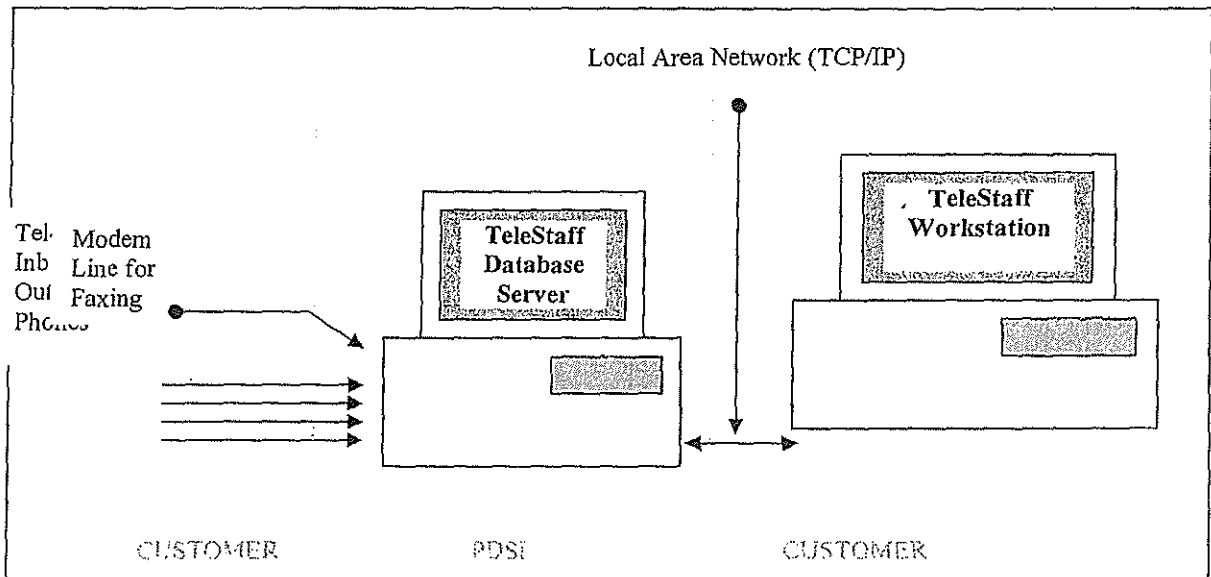 Local Area Network (TCP/IP)
TeleStaff
Workstation
TeleStaff
Database
Server
Modem
Line for
Faxing
CUSTOMER PDSI CUSTOMER